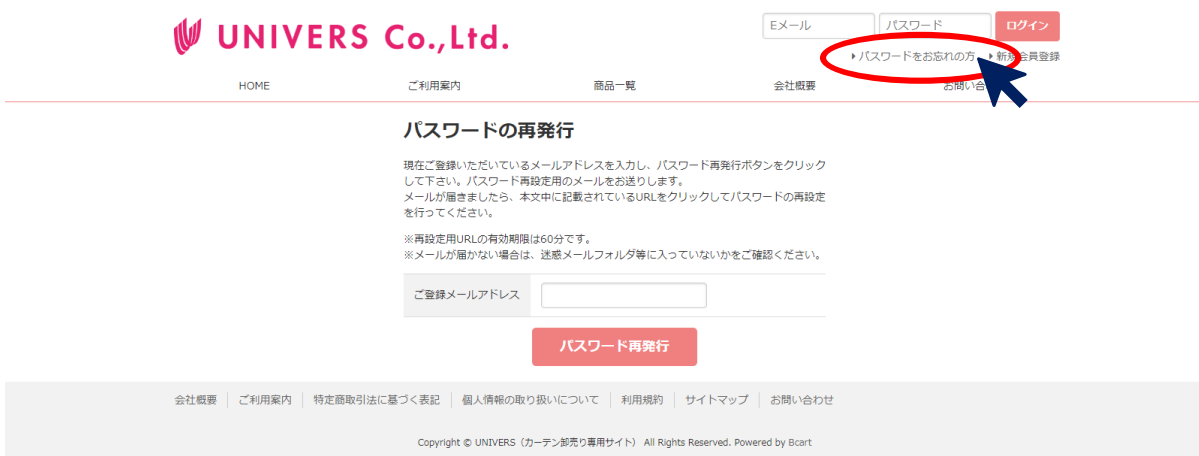 UNIVERS Co.,Ltd.
Eメール パスワード ログイン
パスワードをお忘れの方 新規会員登録
HOME ご利用案内 商品一覧 会社概要 お問い合
パスワードの再発行
現在ご登録いただいているメールアドレスを入力し、パスワード再発行ボタンをクリック
して下さい。パスワード再設定用のメールをお送りします。
メールが届きましたら、本文中に記載されているURLをクリックしてパスワードの再設定
を行ってください。
※再設定用URLの有効期限は60分です。
※メールが届かない場合は、迷惑メールフォルダ等に入っていないかをご確認ください。
ご登録メールアドレス
パスワード再発行
会社概要 ご利用案内 特定商取引法に基づく表記 個人情報の取り扱いについて 利用規約 サイトマップ お問い合わせ
Copyright © UNIVERS（カーテン卸売り専用サイト） All Rights Reserved. Powered by Bcart